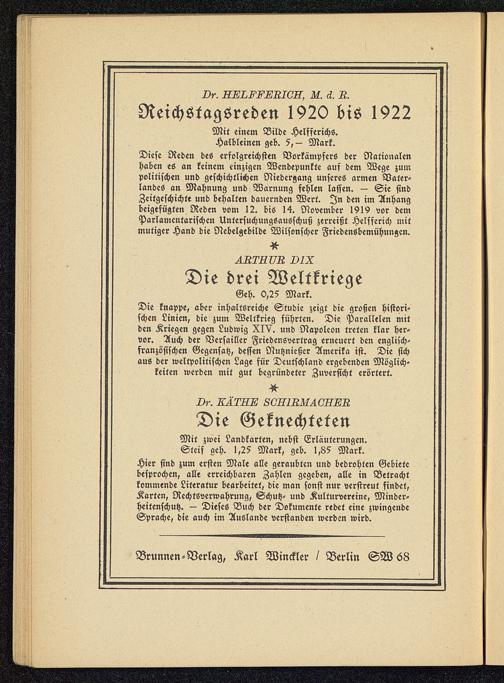 Dr. HELFFERICH, M. d. R.
Reichstagsreden 1920 bis 1922
Mit einem Bilde Helfferichs.
Halbleinen geb. 5,— Mark.
Diese Reden des erfolgreichsten Vorkämpfers der Nationalen
haben es an keinem einzigen Wendepunkte auf dem Wege zum
politischen und geschichtlichen Niedergang unseres armen Vater-
landes an Mahnung und Warnung fehlen lassen. — Sie sind
Zeitgeschichte und behalten dauernden Wert. In den im Anhang
beigefügten Reden vom 12. bis 14. November 1919 vor dem
Parlamentarischen Untersuchungsausschuß zerreißt Helfferich mit
mutiger Hand die Nebelgebilde Wilsonscher Friedensbemühungen.
*
ARTHUR DIX
Die drei Weltkriege
Geh. 0,25 Mark.
Die knappe, aber inhaltsreiche Studie zeigt die großen histori-
schen Linien, die zum Weltkrieg führten. Die Parallelen mit
den Kriegen gegen Ludwig XIV. und Napoleon treten klar her-
vor. Auch der Versailler Friedensvertrag erneuert den englisch-
französischen Gegensatz, dessen Nutznießer Amerika ist. Die sich
aus der weltpolitischen Lage für Deutschland ergebenden Möglich-
keiten werden mit gut begründeter Zuversicht erörtert.
*
Dr. KÄTHE SCHIRMACHER
Die Geknechteten
Mit zwei Landkarten, nebst Erläuterungen.
Steif geh. 1,25 Mark, geb. 1,85 Mark.
Hier sind zum ersten Male alle geraubten und bedrohten Gebiete
besprochen, alle erreichbaren Zahlen gegeben, alle in Betracht
kommende Literatur bearbeitet, die man sonst nur verstreut findet,
Karten, Rechtsverwahrung, Schutz- und Kulturvereine, Minder-
heitenschutz. — Dieses Buch der Dokumente redet eine zwingende
Sprache, die auch im Auslande verstanden werden wird.
Brunnen-Verlag, Karl Winckler / Berlin SW 68